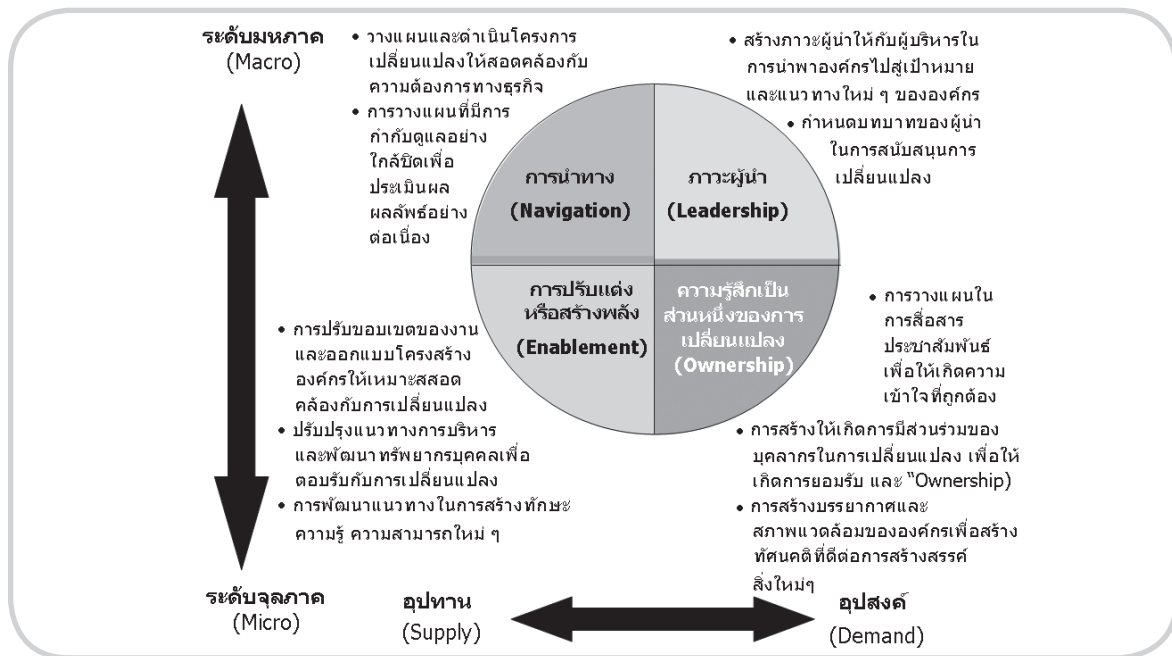 ระดับมหภาค
(Macro)
• วางแผนและดำเนินโครงการ
เปลี่ยนแปลงให้สอดคล้องกับ
ความต้องการทางธุรกิจ
• การวางแผนที่มีการ
กำกับดูแลอย่าง
ใกล้ชิดเพื่อ
ประเมินผล
ผลลัพธ์อย่าง
ต่อเนื่อง
• สร้างภาวะผู้นำให้กับผู้บริหารใน
การนำพาองค์กรไปสู่เป้าหมาย
และแนวทางใหม่ ๆ ขององค์กร
• กำหนดบทบาทของผู้นำ
ในการสนับสนุนการ
เปลี่ยนแปลง
การนำทาง
(Navigation)
ภาวะผู้นำ
(Leadership)
การปรับแต่ง
หรือสร้างพลัง
(Enablement)
ความรู้สึกเป็น
ส่วนหนึ่งของการ
เปลี่ยนแปลง
(Ownership)
• การปรับขอบเขตของงาน
และออกแบบโครงสร้าง
องค์กรให้เหมาะสสอด
คล้องกับการเปลี่ยนแปลง
• ปรับปรุงแนวทางการบริหาร
และพัฒนาทรัพยากรบุคคลเพื่อ
ตอบรับกับการเปลี่ยนแปลง
• การพัฒนาแนวทางในการสร้างทักษะ
ความรู้ ความสามารถใหม่ ๆ
• การวางแผนใน
การสื่อสาร
ประชาสัมพันธ์
เพื่อให้เกิดความ
เข้าใจที่ถูกต้อง
• การสร้างให้เกิดการมีส่วนร่วมของ
บุคลากรในการเปลี่ยนแปลง เพื่อให้
เกิดการยอมรับ และ “Ownership)
• การสร้างบรรยากาศและ
สภาพแวดล้อมขององค์กรเพื่อสร้าง
ทัศนคติที่ดีต่อการสร้างสรรค์
สิ่งใหม่ๆ
ระดับจุลภาค
(Micro)
อุปทาน
(Supply)
อุปสงค์
(Demand)